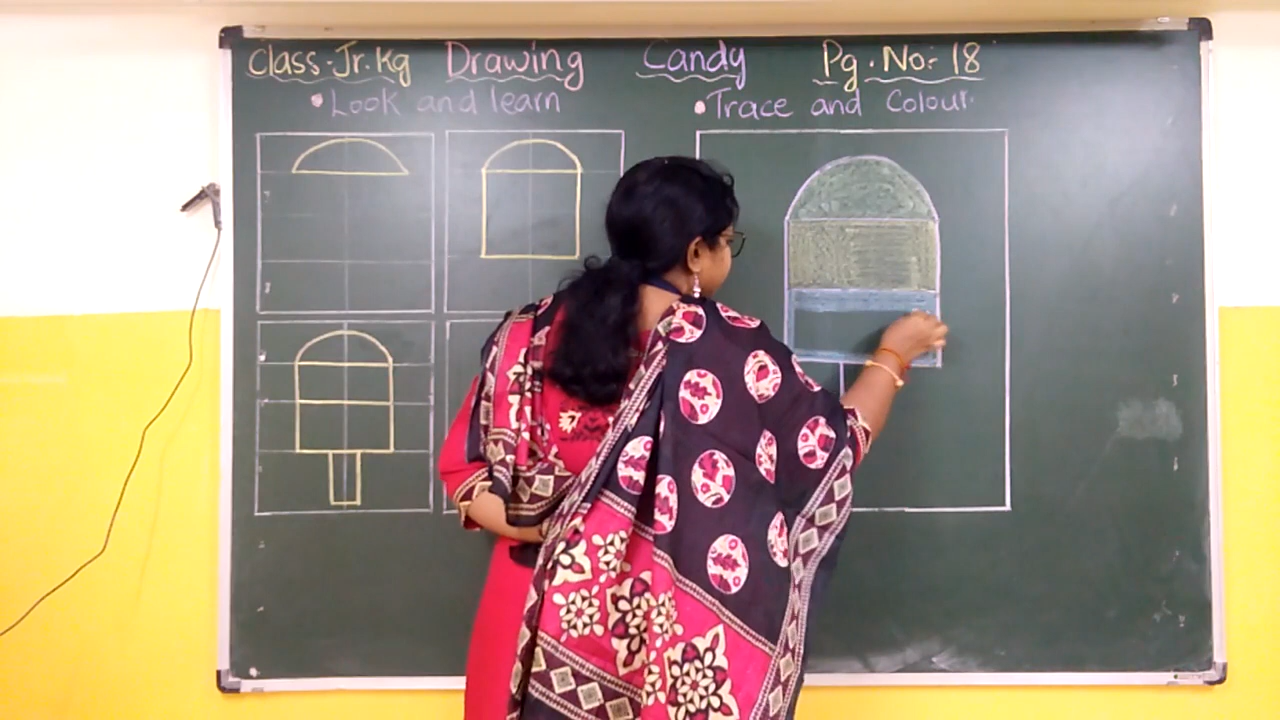 Class:Jr.Kg Drawing Candy Pg.No:- 18
• Look and learn • Trace and Colour.